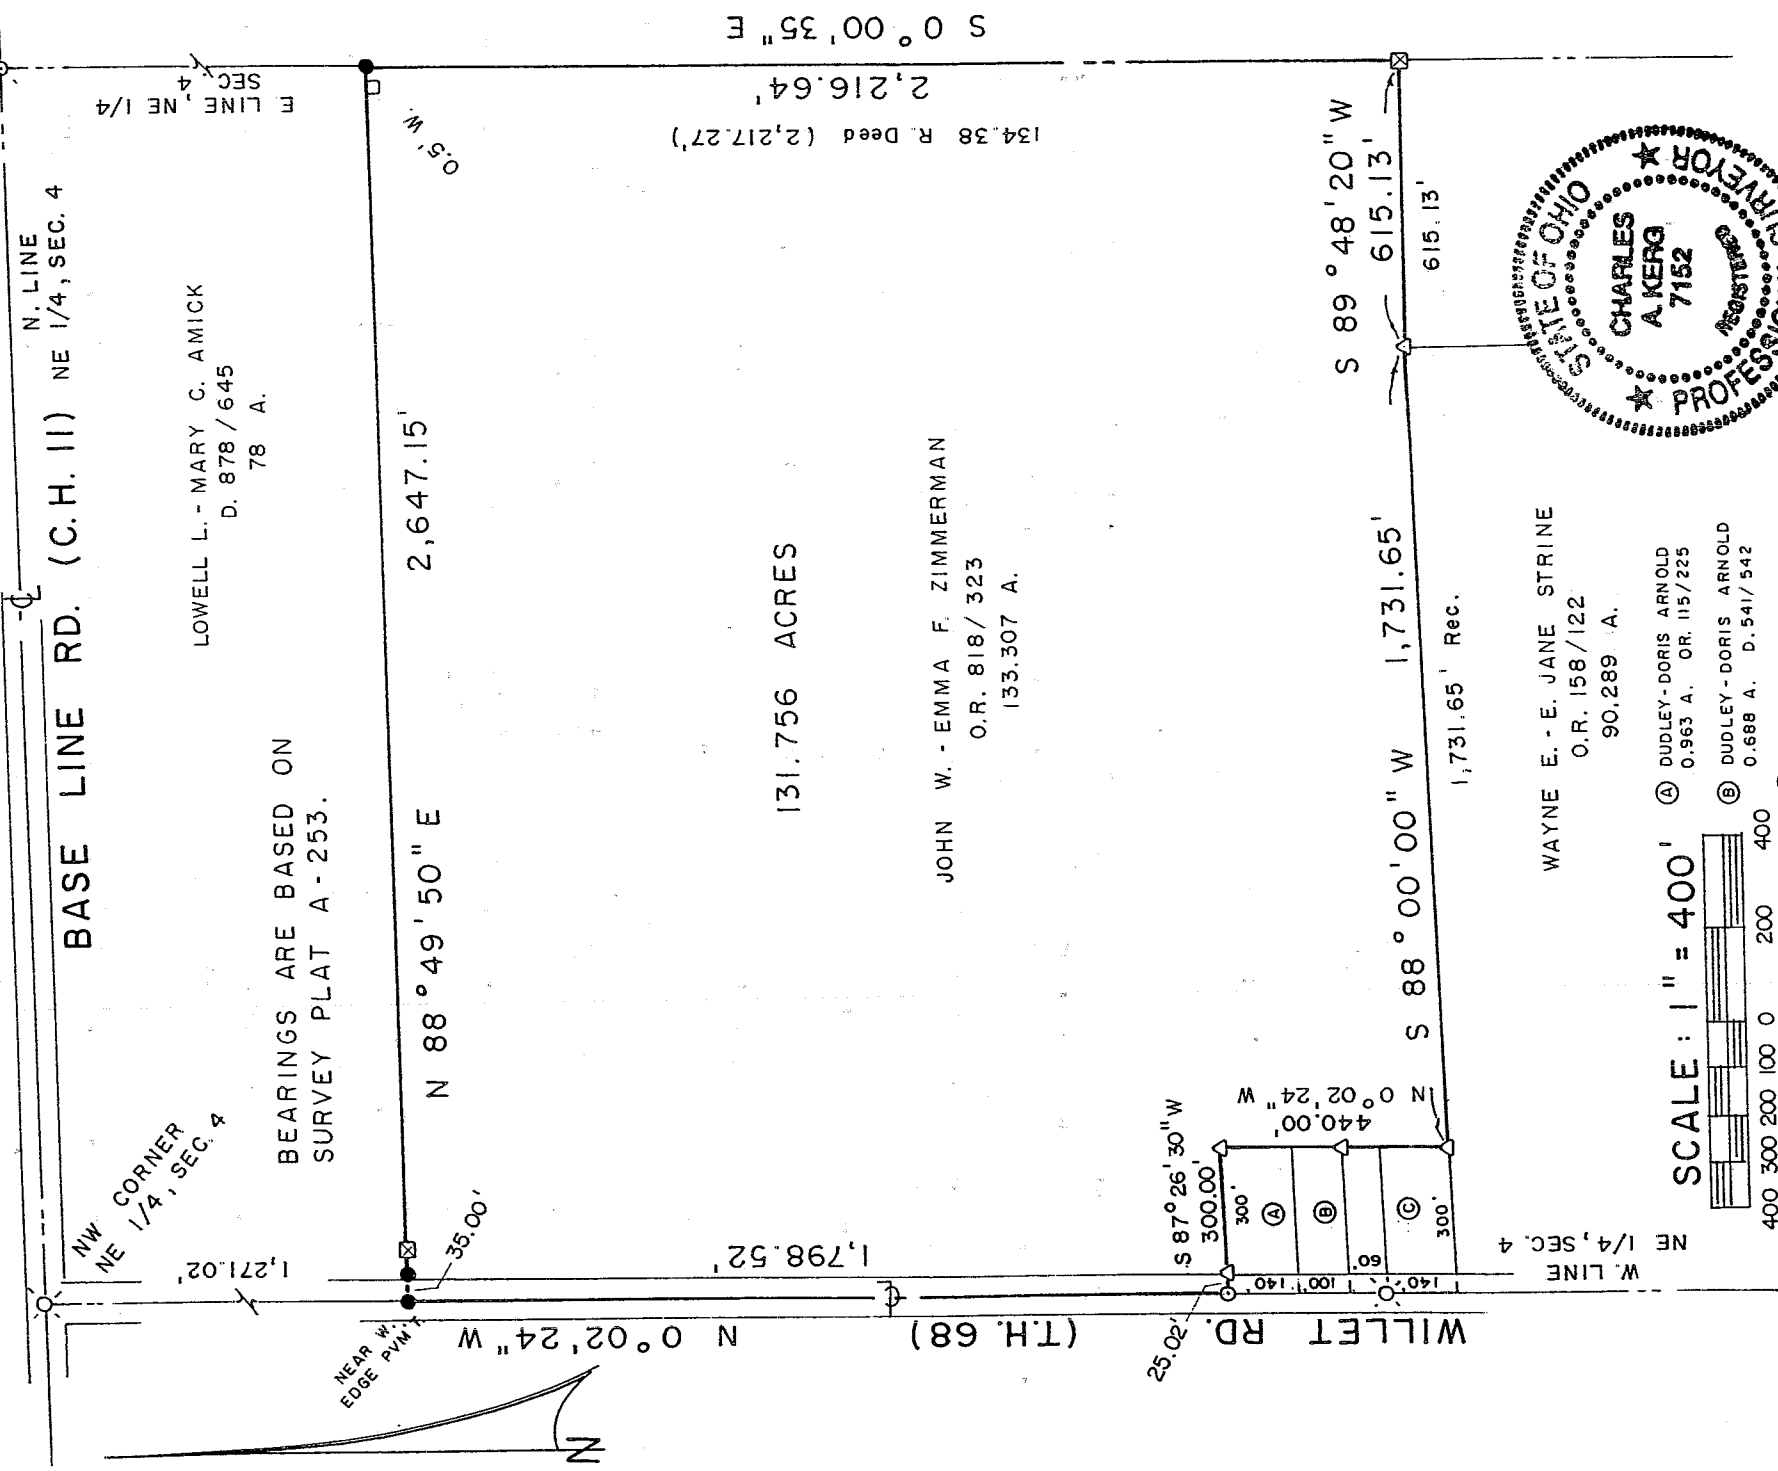 S 0° 00' 35" E
2,216.64'
134.38 R. Deed (2,217.27')
E LINE, NE 1/4
SEC. 4
N. LINE
NE 1/4, SEC. 4
BASE LINE RD. (C.H. 11)
LOWELL L. - MARY C. AMICK
D. 878/645
78 A.
0.5' W
2,647.15'
N 88° 49' 50" E
BEARINGS ARE BASED ON
SURVEY PLAT A-253.
NW CORNER
NE 1/4, SEC. 4
1,271.02'
35.00'
NEAR W.
EDGE PVM'T.
N 0° 02' 24" W
1,798.52'
WILLET RD. (T.H. 68)
25.02'
N
131.756 ACRES
JOHN W. - EMMA F. ZIMMERMAN
O.R. 818/323
133.307 A.
S 89° 48' 20" W
615.13'
615.13'
S 88° 00' 00" W 1,731.65'
1,731.65' Rec.
S 87° 26' 30" W
300.00'
300'
N 0° 02' 24" W
440.00'
A
B
C
300'
140'
100'
60'
140'
W. LINE
NE 1/4, SEC. 4
WAYNE E. - E. JANE STRINE
O.R. 158/122
90.289 A.
A DUDLEY-DORIS ARNOLD
0.963 A. OR. 115/225
B DUDLEY-DORIS ARNOLD
0.688 A. D. 541/542
SCALE : 1" = 400'
400 300 200 100 0 200 400
STATE OF OHIO
CHARLES
A. KERG
7152
REGISTERED